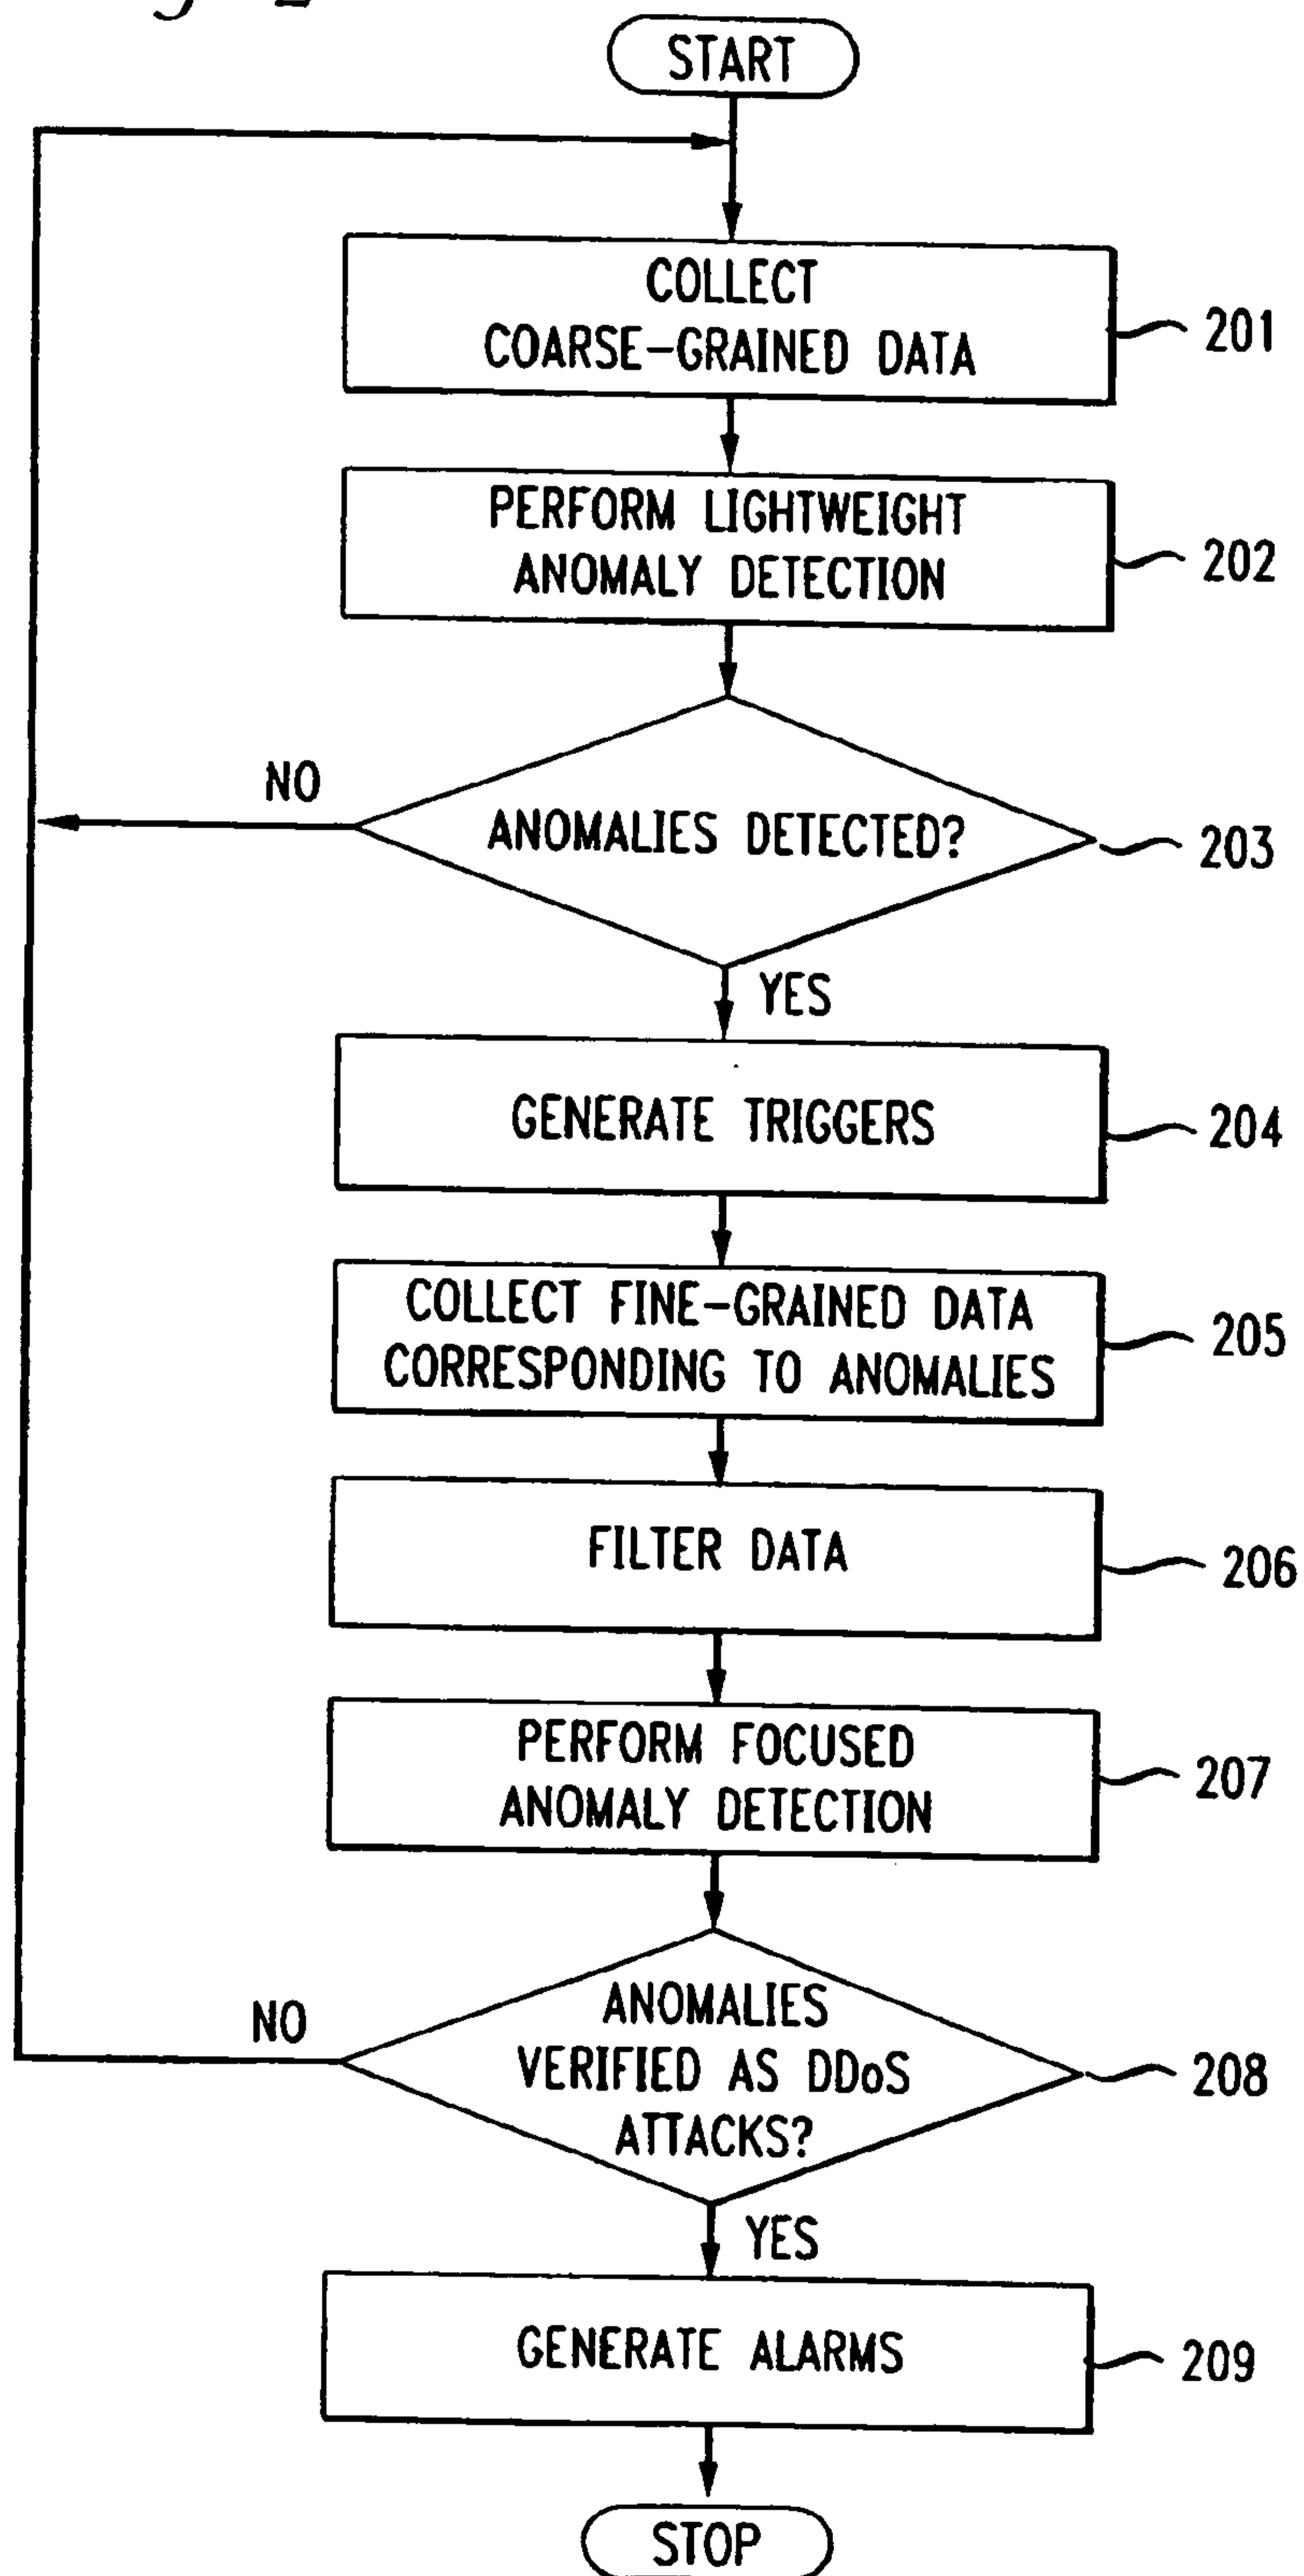 START
COLLECT
COARSE-GRAINED DATA
201
PERFORM LIGHTWEIGHT
ANOMALY DETECTION
202
NO
ANOMALIES DETECTED?
203
YES
GENERATE TRIGGERS
204
COLLECT FINE-GRAINED DATA
CORRESPONDING TO ANOMALIES
205
FILTER DATA
206
PERFORM FOCUSED
ANOMALY DETECTION
207
NO
ANOMALIES
VERIFIED AS DDoS
ATTACKS?
208
YES
GENERATE ALARMS
209
STOP